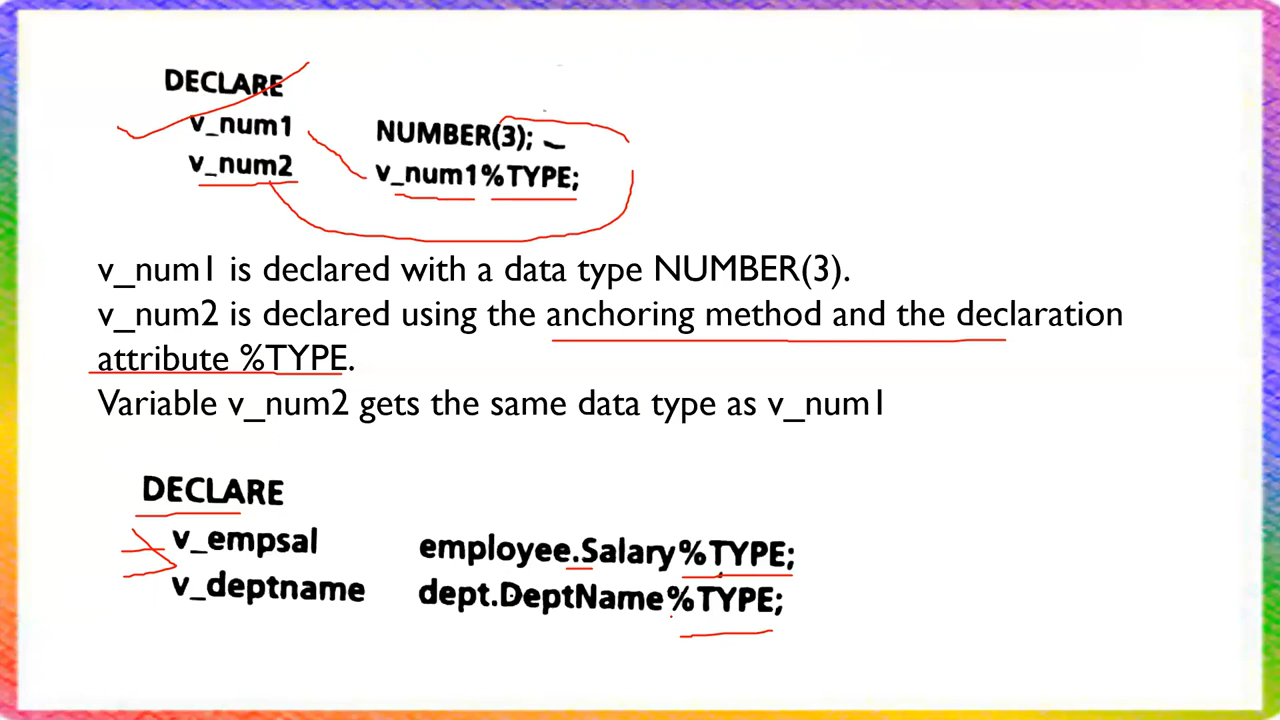 DECLARE
v_num1 NUMBER(3);
v_num2 v_num1%TYPE;
v_num1 is declared with a data type NUMBER(3).
v_num2 is declared using the anchoring method and the declaration
attribute %TYPE.
Variable v_num2 gets the same data type as v_num1
DECLARE
v_empsal employee.Salary%TYPE;
v_deptname dept.DeptName%TYPE;